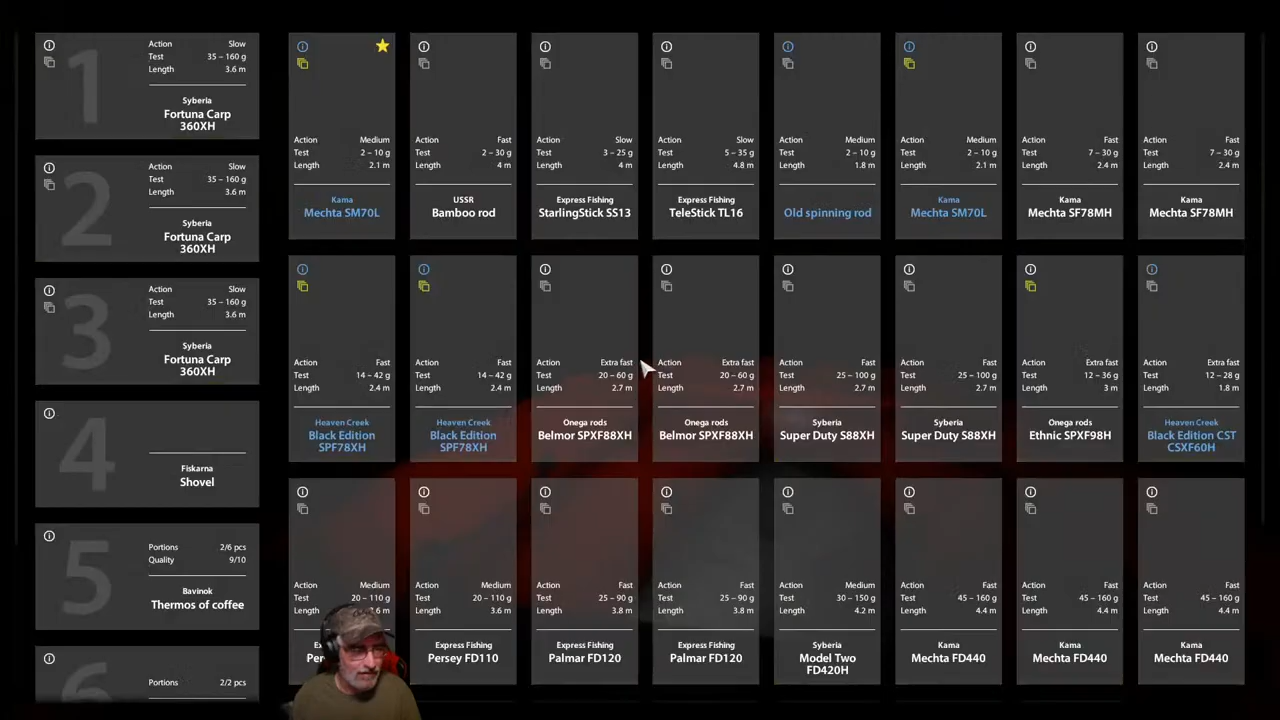 1
Action Slow
Test 35 – 160 g
Length 3.6 m
Syberia
Fortuna Carp
360XH
2
Action Slow
Test 35 – 160 g
Length 3.6 m
Syberia
Fortuna Carp
360XH
3
Action Slow
Test 35 – 160 g
Length 3.6 m
Syberia
Fortuna Carp
360XH
4
Fiskarna
Shovel
5
Portions 2/6 pcs
Quality 9/10
Bavinok
Thermos of coffee
6
Portions 2/2 pcs
Action Medium
Test 2 – 10 g
Length 2.1 m
Kama
Mechta SM70L
Action Fast
Test 2 – 30 g
Length 4 m
USSR
Bamboo rod
Action Slow
Test 3 – 25 g
Length 4 m
Express Fishing
StarlingStick SS13
Action Slow
Test 5 – 35 g
Length 4.8 m
Express Fishing
TeleStick TL16
Action Medium
Test 2 – 10 g
Length 1.8 m
Old spinning rod
Action Medium
Test 2 – 10 g
Length 2.1 m
Kama
Mechta SM70L
Action Fast
Test 7 – 30 g
Length 2.4 m
Kama
Mechta SF78MH
Action Fast
Test 7 – 30 g
Length 2.4 m
Kama
Mechta SF78MH
Action Fast
Test 14 – 42 g
Length 2.4 m
Heaven Creek
Black Edition
SPF78XH
Action Fast
Test 14 – 42 g
Length 2.4 m
Heaven Creek
Black Edition
SPF78XH
Action Extra fast
Test 20 – 60 g
Length 2.7 m
Onega rods
Belmor SPXF88XH
Action Extra fast
Test 20 – 60 g
Length 2.7 m
Onega rods
Belmor SPXF88XH
Action Fast
Test 25 – 100 g
Length 2.7 m
Syberia
Super Duty S88XH
Action Fast
Test 25 – 100 g
Length 2.7 m
Syberia
Super Duty S88XH
Action Extra fast
Test 12 – 36 g
Length 3 m
Onega rods
Ethnic SPXF98H
Action Extra fast
Test 12 – 28 g
Length 1.8 m
Heaven Creek
Black Edition CST
CSXF60H
Action Medium
Test 20 – 110 g
Length
Action Medium
Test 20 – 110 g
Length 3.6 m
Express Fishing
Persey FD110
Action Fast
Test 25 – 90 g
Length 3.8 m
Express Fishing
Palmar FD120
Action Fast
Test 25 – 90 g
Length 3.8 m
Express Fishing
Palmar FD120
Action Medium
Test 30 – 150 g
Length 4.2 m
Syberia
Model Two
FD420H
Action Fast
Test 45 – 160 g
Length 4.4 m
Kama
Mechta FD440
Action Fast
Test 45 – 160 g
Length 4.4 m
Kama
Mechta FD440
Action Fast
Test 45 – 160 g
Length 4.4 m
Kama
Mechta FD440